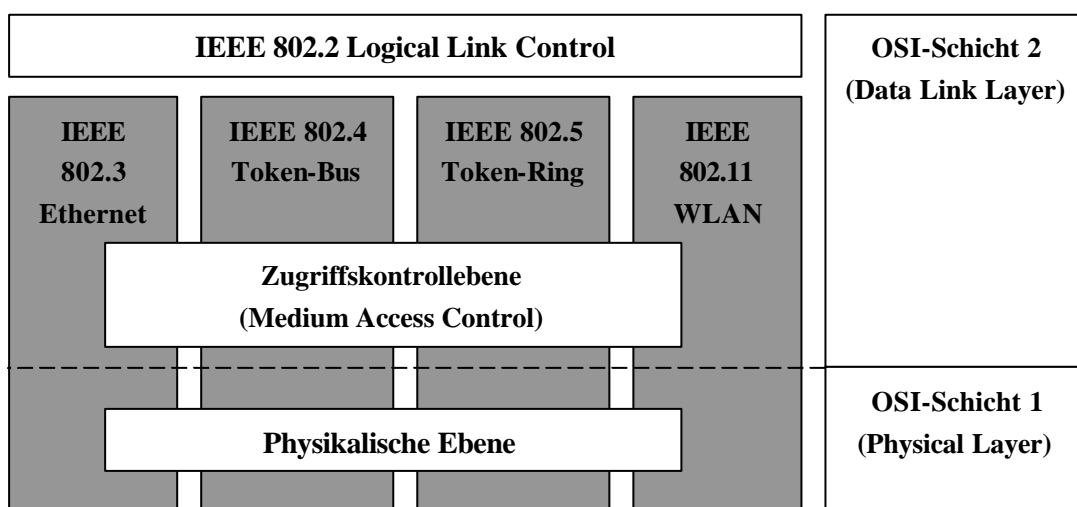 IEEE 802.2 Logical Link Control
OSI-Schicht 2
(Data Link Layer)
IEEE
802.3
Ethernet
IEEE 802.4
Token-Bus
IEEE 802.5
Token-Ring
IEEE
802.11
WLAN
Zugriffskontrollebene
(Medium Access Control)
OSI-Schicht 1
(Physical Layer)
Physikalische Ebene